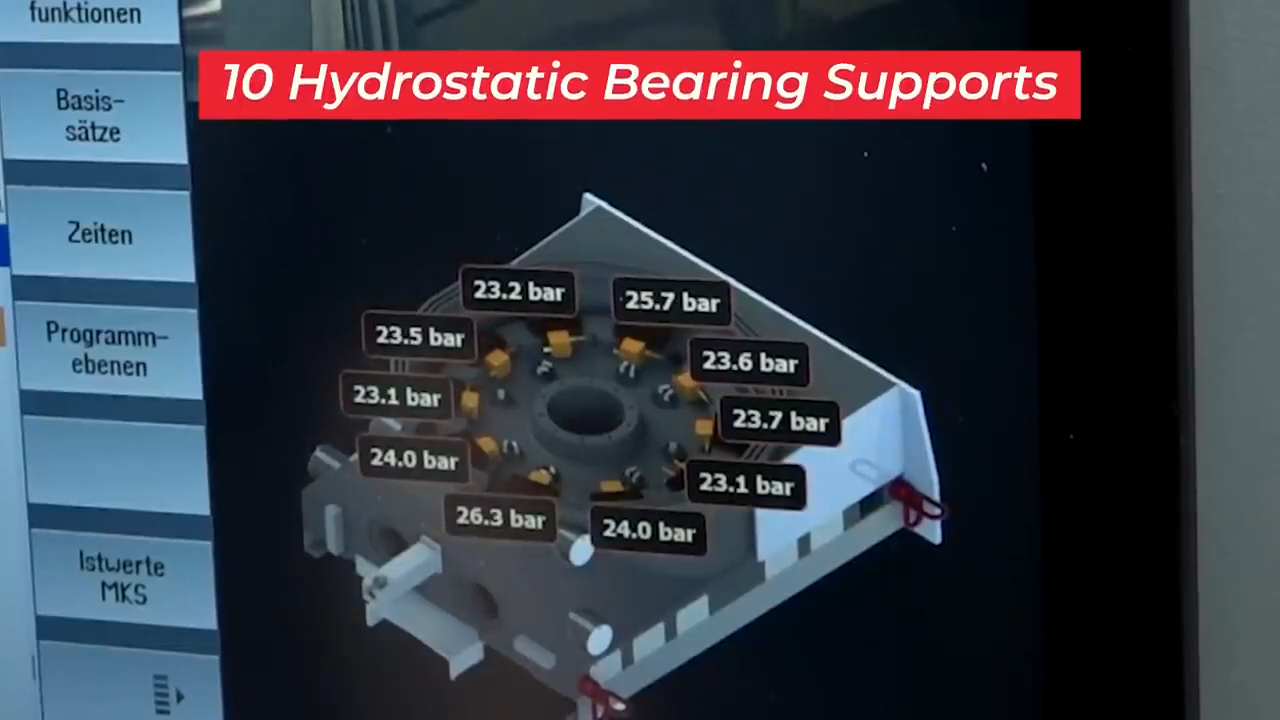 funktionen
10 Hydrostatic Bearing Supports
Basis-
sätze
Zeiten
Programm-
ebenen
Istwerte
MKS
23.2 bar
25.7 bar
23.5 bar
23.6 bar
23.1 bar
23.7 bar
24.0 bar
23.1 bar
26.3 bar
24.0 bar